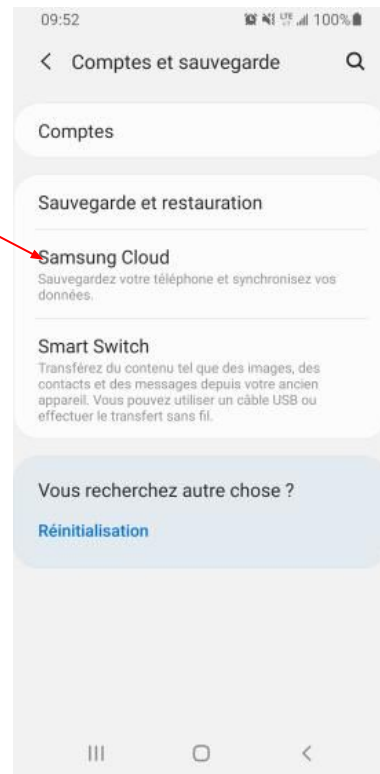 09:52 LTE 100%
Comptes et sauvegarde
Comptes
Sauvegarde et restauration
Samsung Cloud
Sauvegardez votre téléphone et synchronisez vos
données.
Smart Switch
Transférez du contenu tel que des images, des
contacts et des messages depuis votre ancien
appareil. Vous pouvez utiliser un câble USB ou
effectuer le transfert sans fil.
Vous recherchez autre chose ?
Réinitialisation